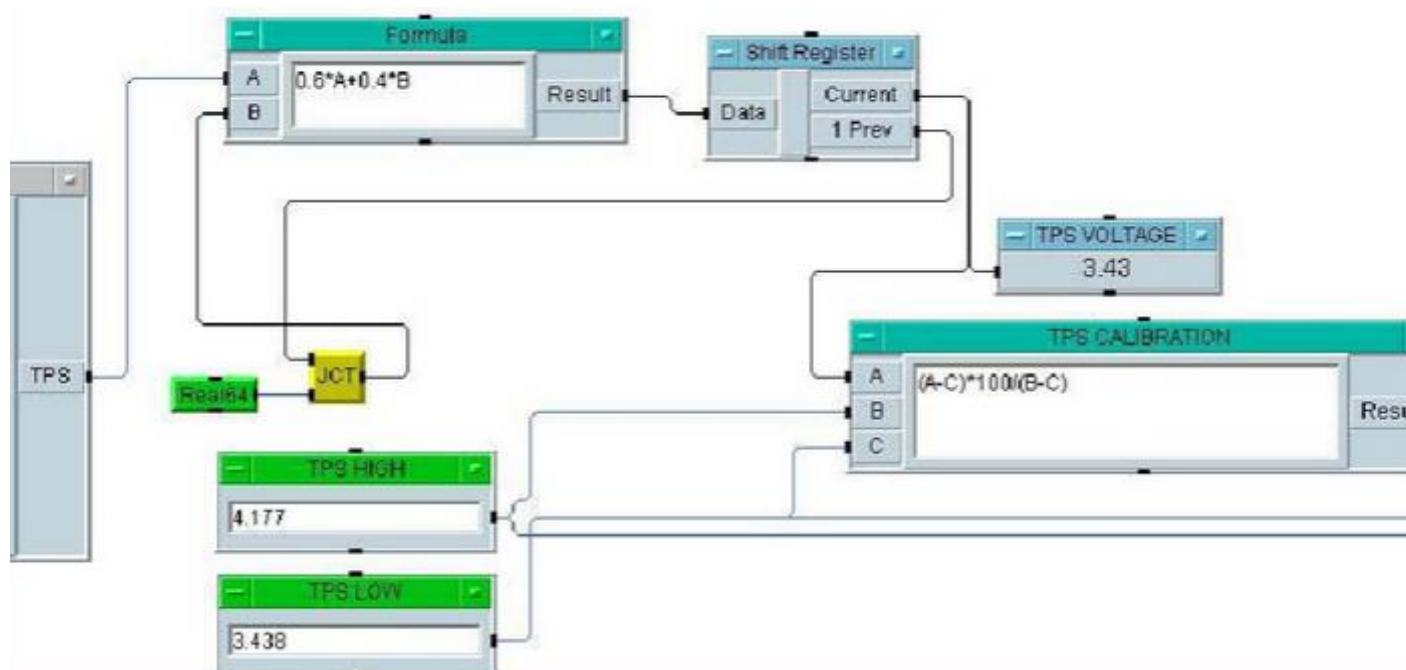 Formula
A
0.6*A+0.4*B
B
Result
Shift Register
Data
Current
1 Prev
TPS VOLTAGE
3.43
TPS
Real64
JCT
TPS CALIBRATION
A
(A-C)*100/(B-C)
B
C
Resu
TPS HIGH
4.177
TPS LOW
3.438